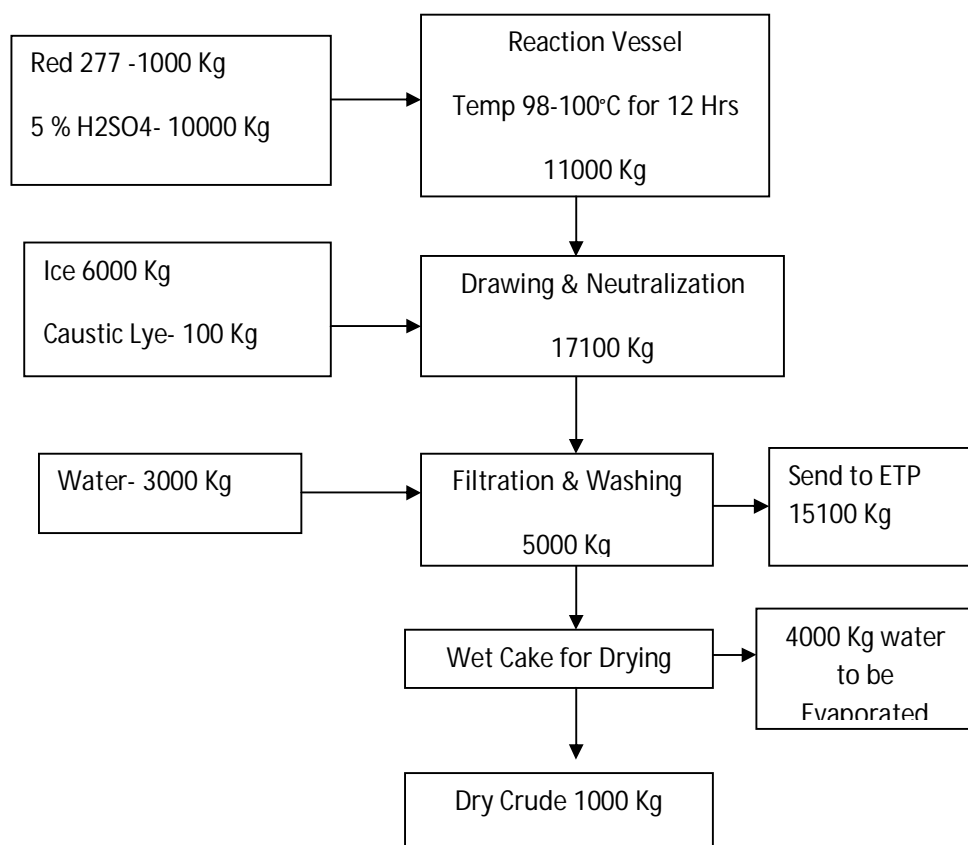 Red 277 -1000 Kg
5 % H2SO4- 10000 Kg
Reaction Vessel
Temp 98-100°C for 12 Hrs
11000 Kg
Ice 6000 Kg
Caustic Lye- 100 Kg
Drawing & Neutralization
17100 Kg
Water- 3000 Kg
Filtration & Washing
5000 Kg
Send to ETP
15100 Kg
Wet Cake for Drying
4000 Kg water
to be
Evaporated
Dry Crude 1000 Kg